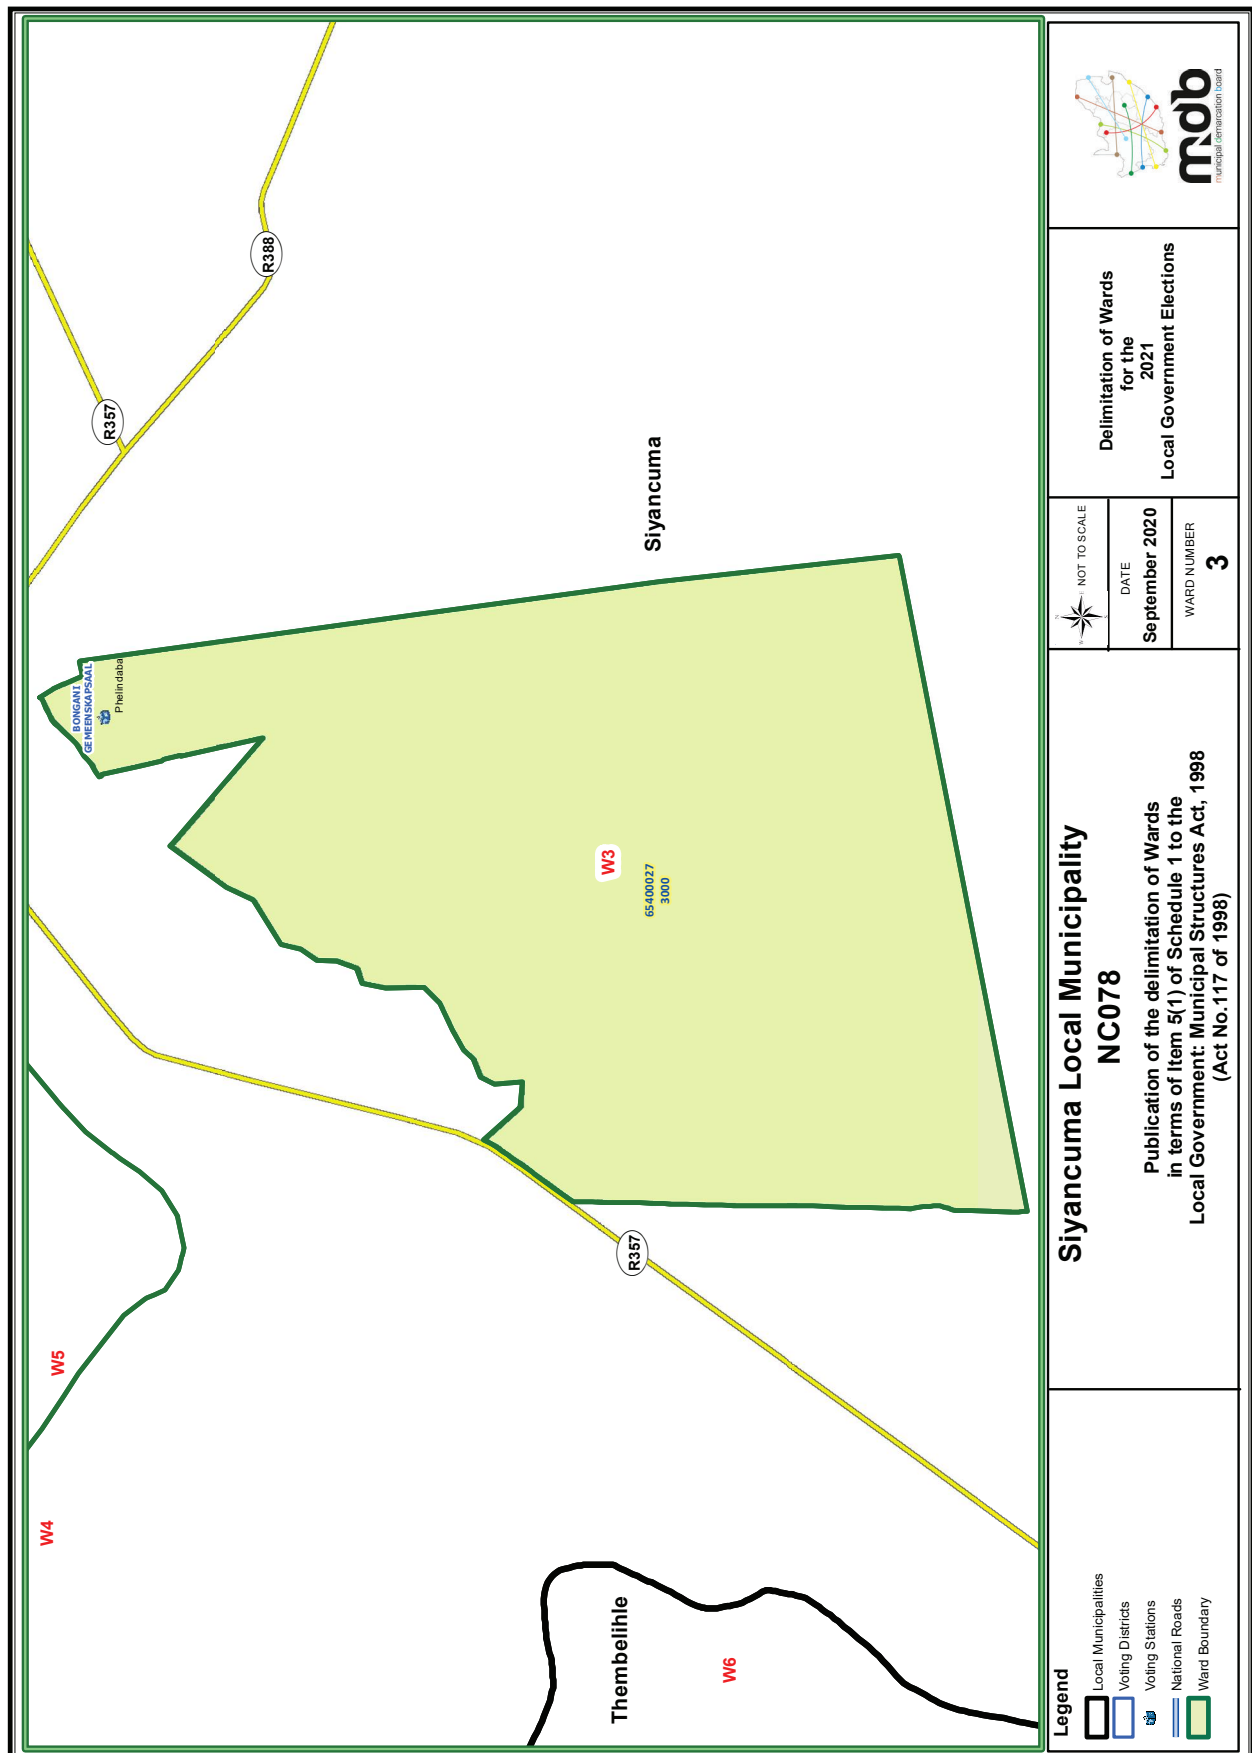 R357
R388
BONGANI
GEMEENSKAPSAAL
Phelindaba
W5
W4
W3
65400027
3000
Siyancuma
R357
Thembelihle
W6
Legend
Local Municipalities
Voting Districts
Voting Stations
National Roads
Ward Boundary
Siyancuma Local Municipality
NC078
Publication of the delimitation of Wards
in terms of Item 5(1) of Schedule 1 to the
Local Government: Municipal Structures Act, 1998
(Act No.117 of 1998)
N
W E
S
NOT TO SCALE
DATE
September 2020
WARD NUMBER
3
Delimitation of Wards
for the
2021
Local Government Elections
mdb
municipal demarcation board